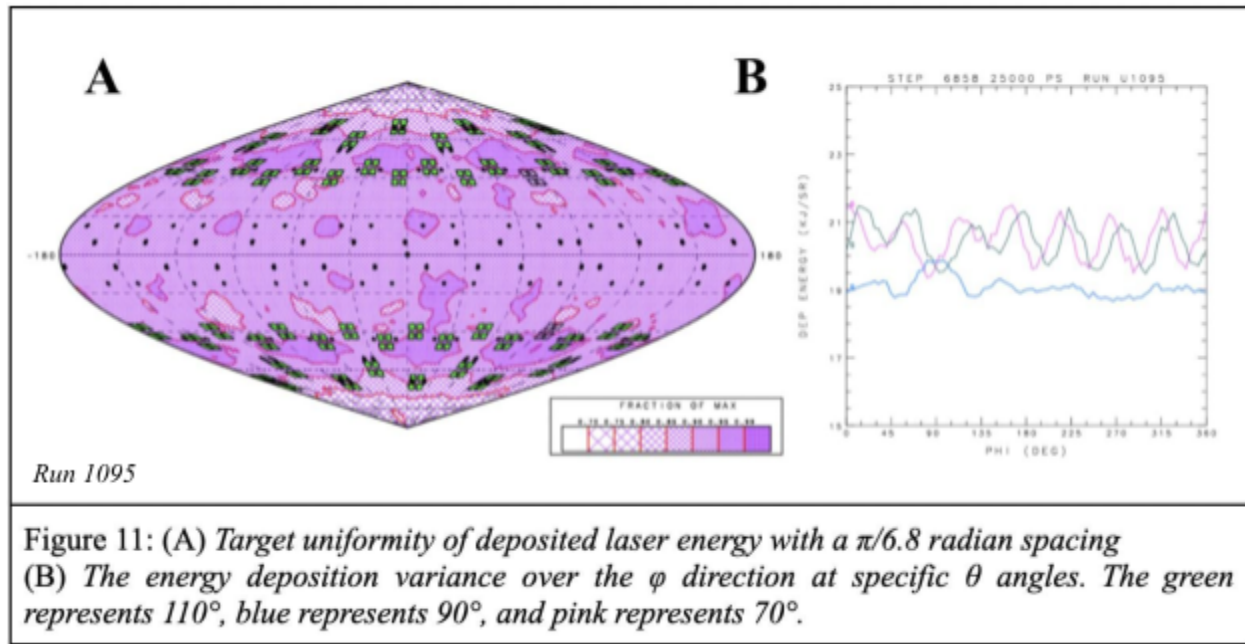 A
B
STEP 6858 25000 PS RUN U1095
25
23
21
19
17
15
DEP ENERGY (KJ/SR)
0 45 90 135 180 225 270 315 360
PHI (DEG)
-180
180
FRACTION OF MAX
Run 1095
Figure 11: (A) Target uniformity of deposited laser energy with a π/6.8 radian spacing
(B) The energy deposition variance over the φ direction at specific θ angles. The green
represents 110°, blue represents 90°, and pink represents 70°.